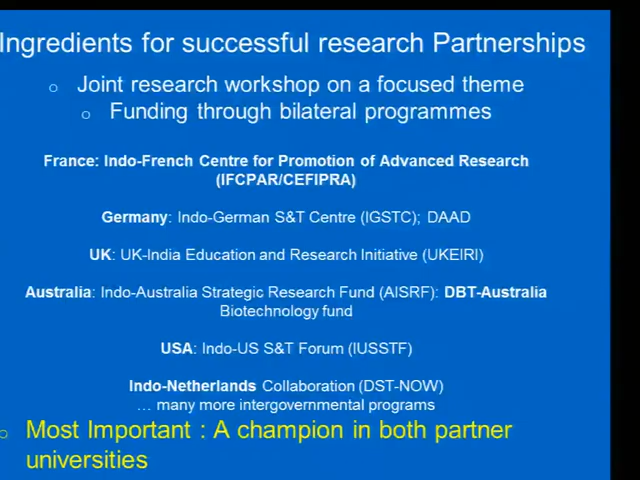 Ingredients for successful research Partnerships
o Joint research workshop on a focused theme
o Funding through bilateral programmes
France: Indo-French Centre for Promotion of Advanced Research
(IFCPAR/CEFIPRA)
Germany: Indo-German S&T Centre (IGSTC); DAAD
UK: UK-India Education and Research Initiative (UKEIRI)
Australia: Indo-Australia Strategic Research Fund (AISRF): DBT-Australia
Biotechnology fund
USA: Indo-US S&T Forum (IUSSTF)
Indo-Netherlands Collaboration (DST-NOW)
… many more intergovernmental programs
o Most Important : A champion in both partner
universities